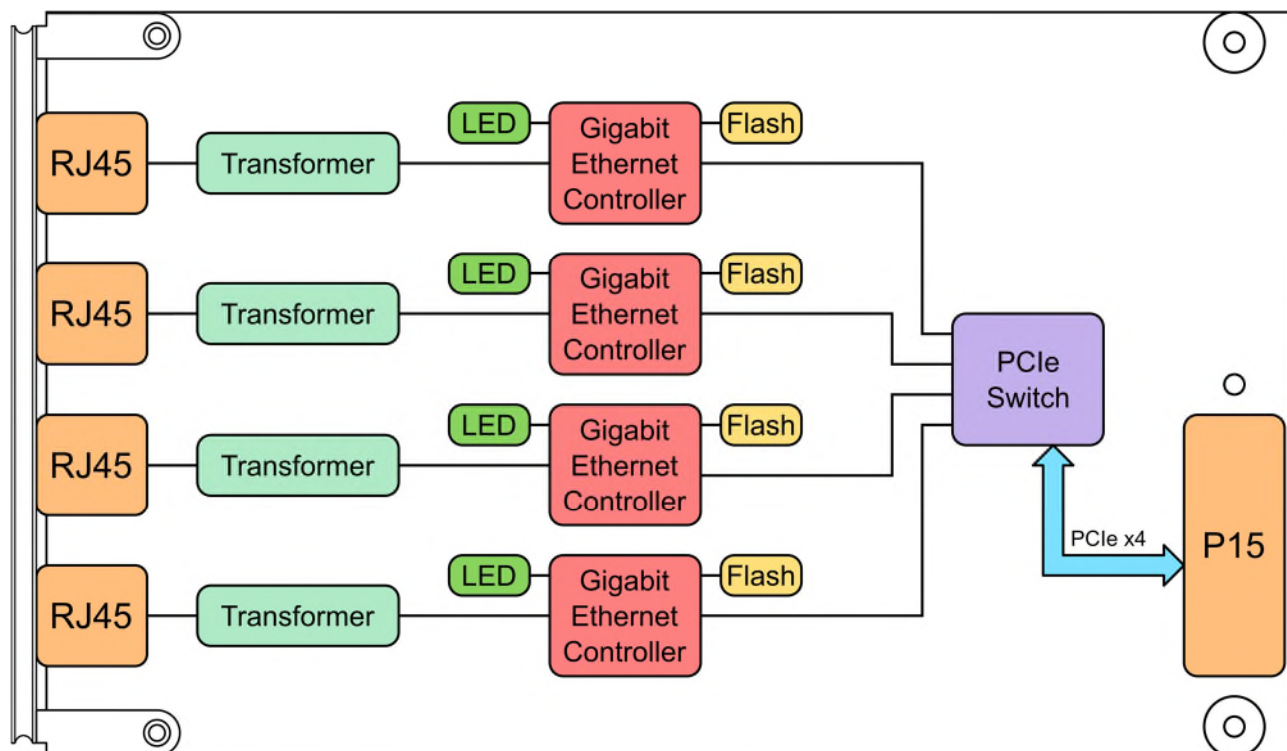 LED
Gigabit
Ethernet
Controller
Flash
RJ45
Transformer
LED
Gigabit
Ethernet
Controller
Flash
RJ45
Transformer
PCIe
Switch
LED
Gigabit
Ethernet
Controller
Flash
RJ45
Transformer
PCIe x4
P15
LED
Gigabit
Ethernet
Controller
Flash
RJ45
Transformer